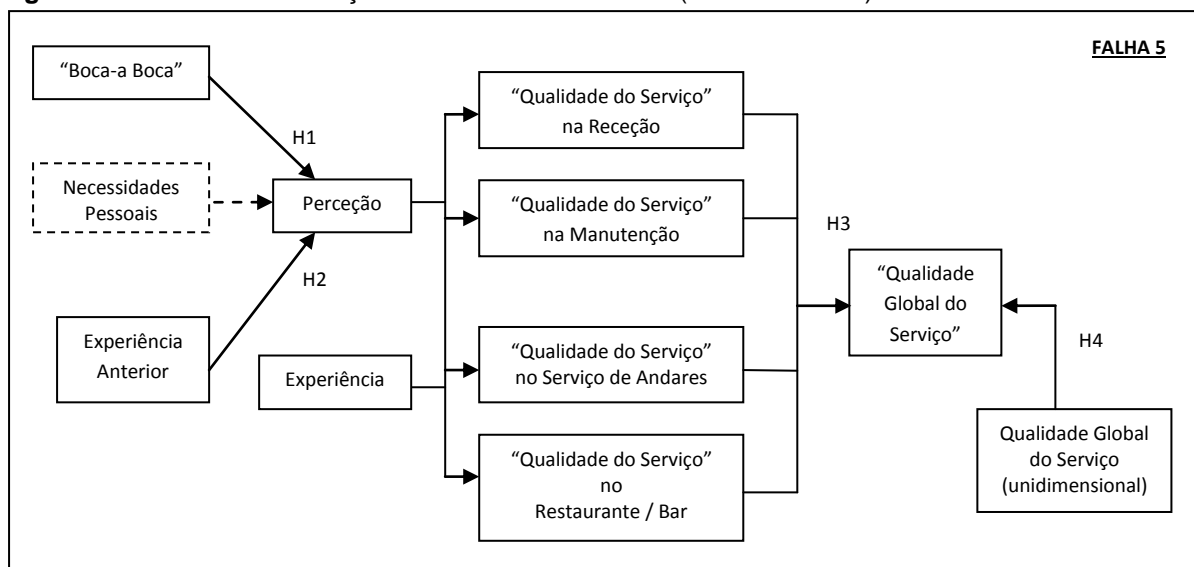 FALHA 5
“Boca-a Boca”
H1
Necessidades
Pessoais
Perceção
H2
Experiência
Anterior
Experiência
“Qualidade do Serviço”
na Receção
“Qualidade do Serviço”
na Manutenção
“Qualidade do Serviço”
no Serviço de Andares
“Qualidade do Serviço”
no
Restaurante / Bar
H3
“Qualidade
Global do
Serviço”
H4
Qualidade Global
do Serviço
(unidimensional)